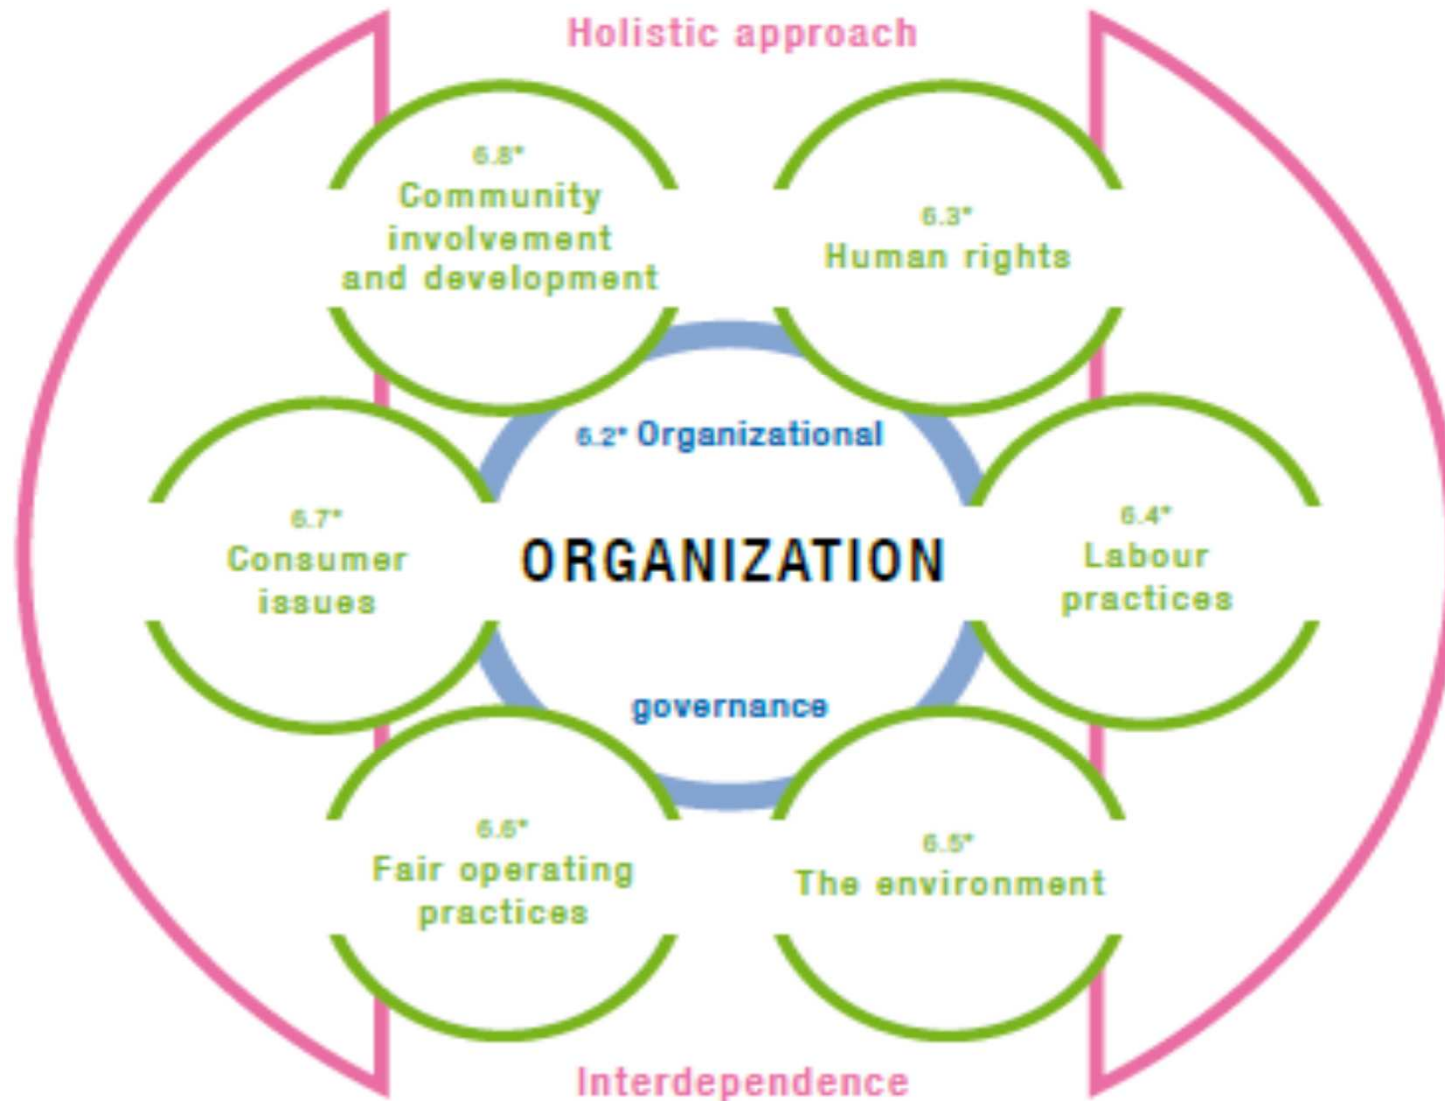 Holistic approach
6.8*
Community
involvement
and development
6.3*
Human rights
6.2* Organizational
6.7*
Consumer
issues
ORGANIZATION
6.4*
Labour
practices
governance
6.6*
Fair operating
practices
6.5*
The environment
Interdependence